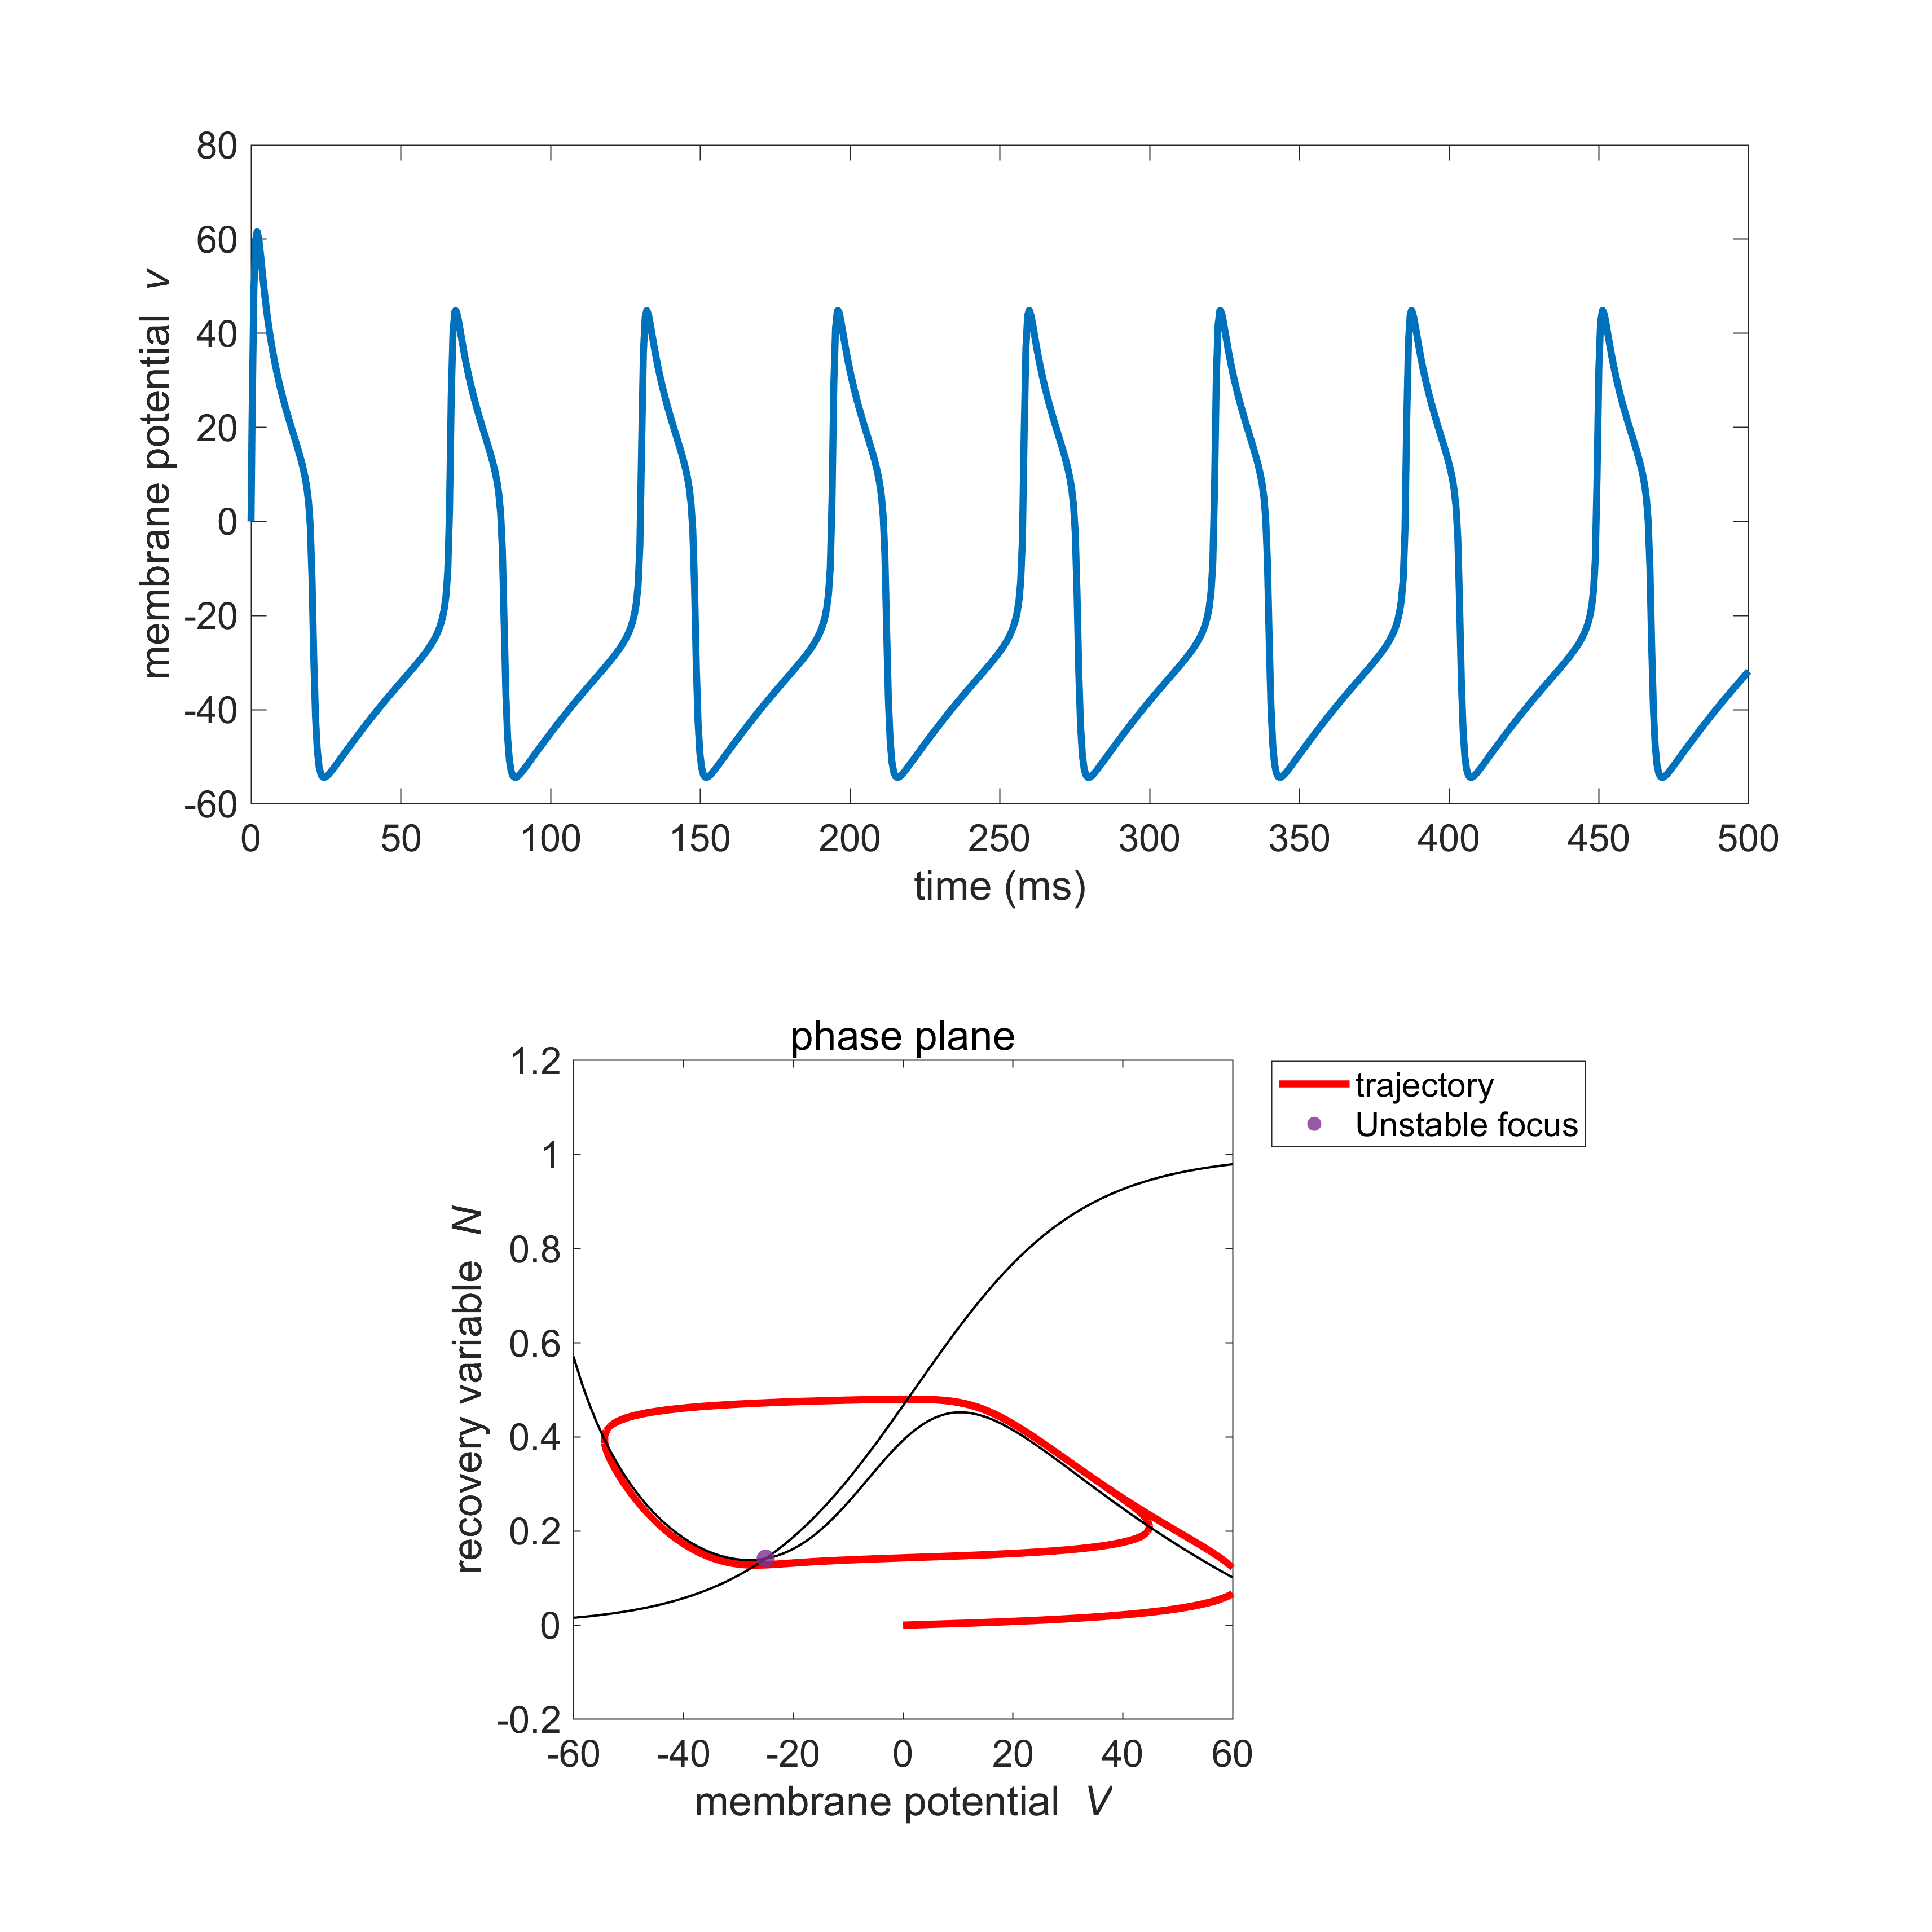 80
60
40
20
0
-20
-40
-60
membrane potential v
0 50 100 150 200 250 300 350 400 450 500
time (ms)
phase plane
1.2
1
0.8
0.6
0.4
0.2
0
-0.2
recovery variable N
-60 -40 -20 0 20 40 60
membrane potential V
trajectory
Unstable focus